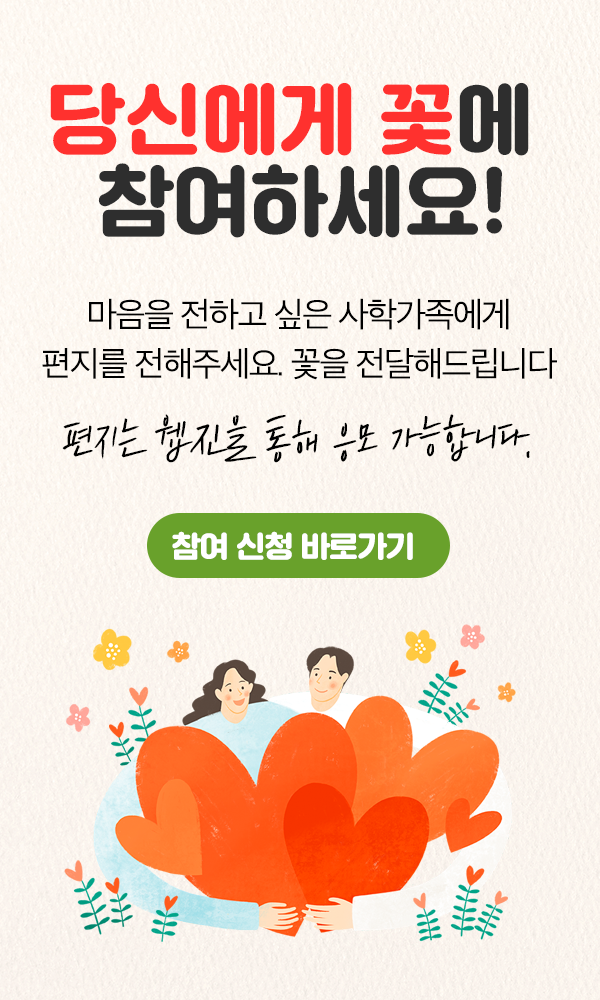 당신에게 꽃에
참여하세요!
마음을 전하고 싶은 사학가족에게
편지를 전해주세요. 꽃을 전달해드립니다
편지는 웹진을 통해 응모 가능합니다.
참여 신청 바로가기